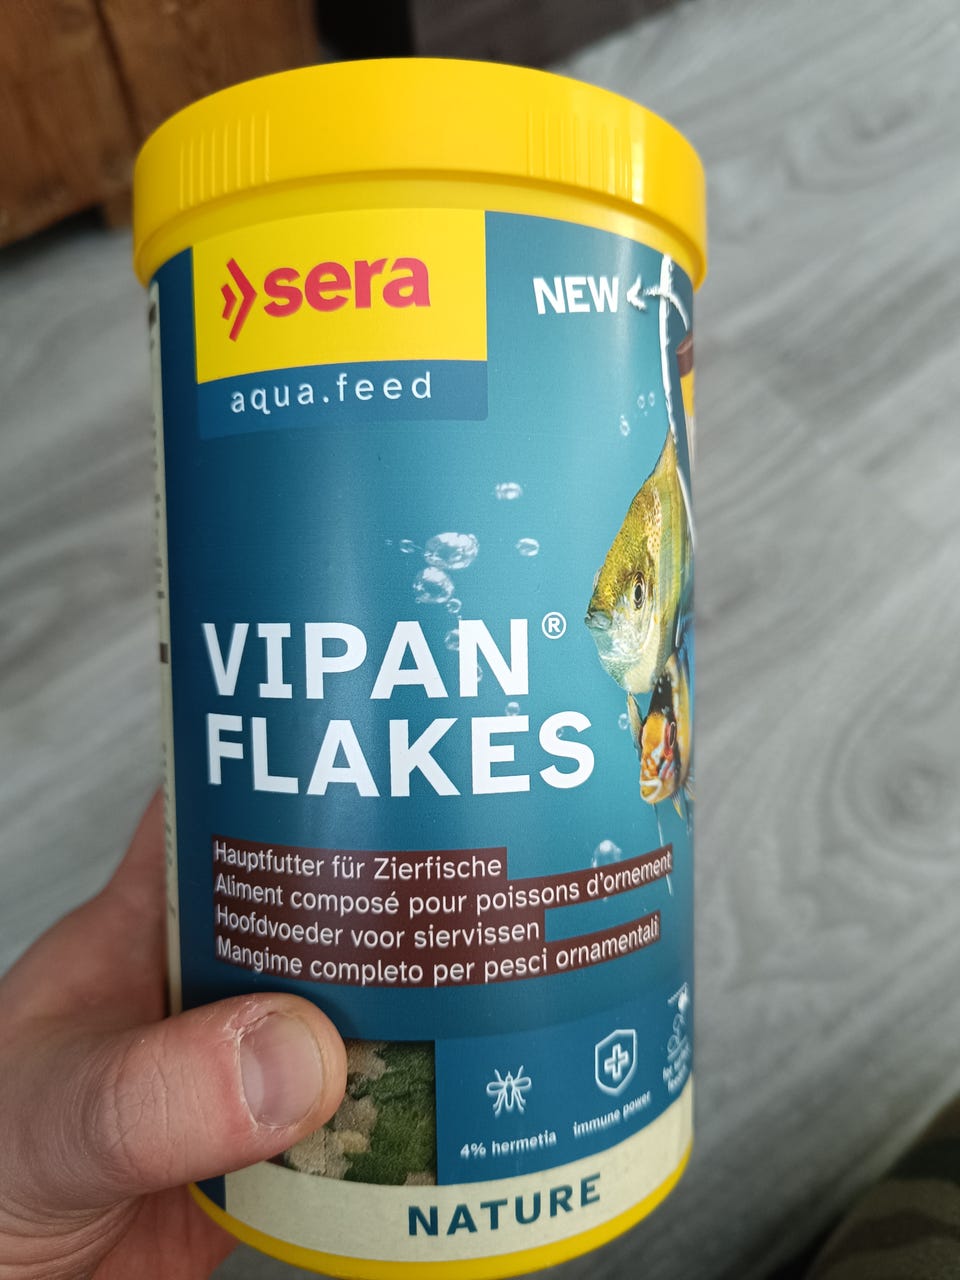 sera
NEW
aqua.feed
VIPAN®
FLAKES
Hauptfutter für Zierfische
Aliment composé pour poissons d'ornement
Hoofdvoeder voor siervissen
Mangime completo per pesci ornamentali
4% hermetia
immune power
NATURE